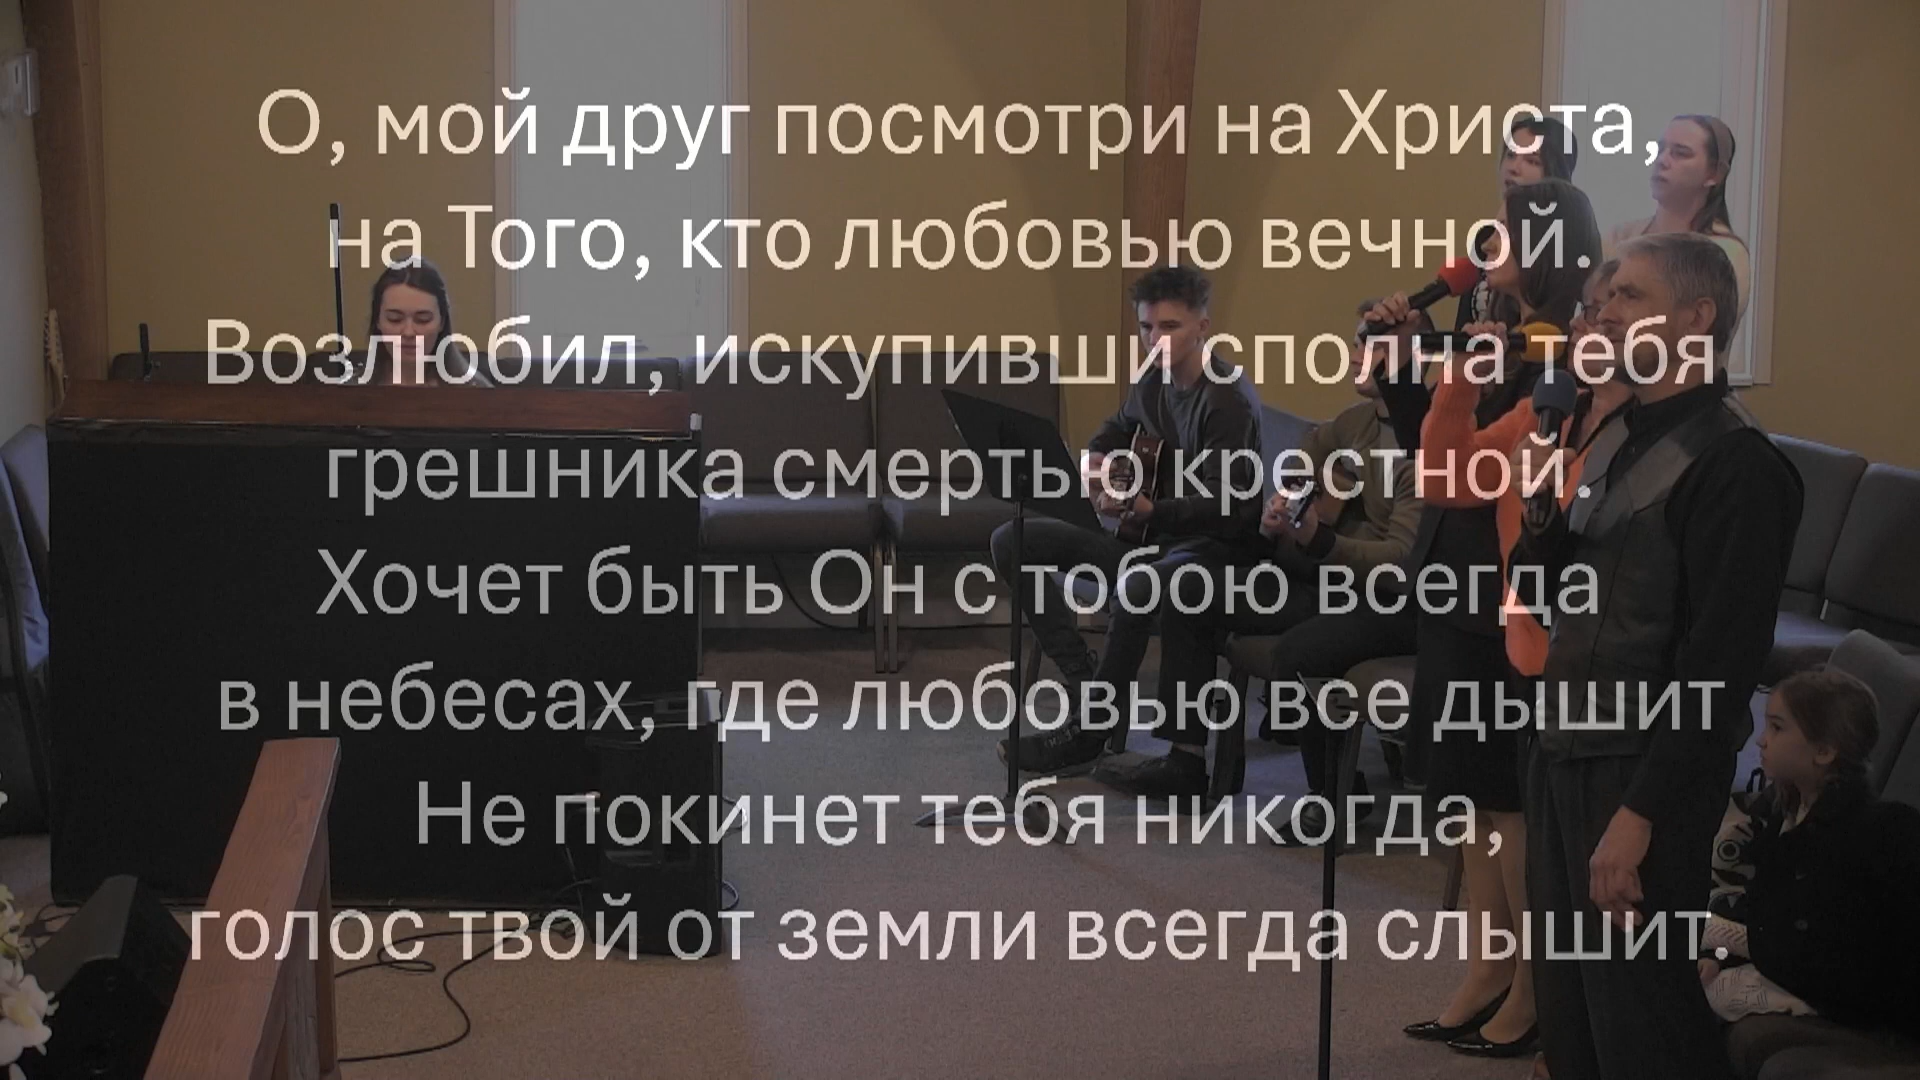 О, мой друг посмотри на Христа,
на Того, кто любовью вечной.
Возлюбил, искупивши сполна тебя
грешника смертью крестной.
Хочет быть Он с тобою всегда
в небесах, где любовью все дышит
Не покинет тебя никогда,
голос твой от земли всегда слышит.